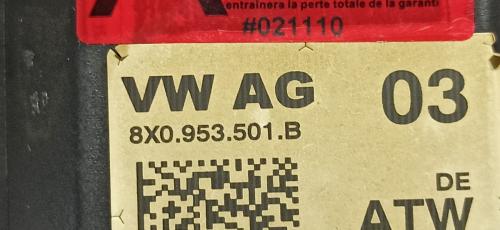 entraînera la perte totale de la garanti
#021110
VW AG 03
8X0.953.501.B
DE
ATW